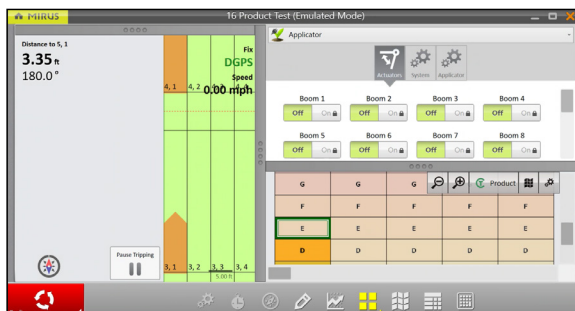 MIRUS 16 Product Test (Emulated Mode)
Distance to 5, 1
3.35 ft
180.0 °
Fix
DGPS
Speed
0.00 mph
4, 1 4, 2
Pause Tripping
3, 1 3, 2 3, 3 3, 4
5.00 ft
Applicator
Actuators System Applicator
Boom 1 Boom 2 Boom 3 Boom 4
Off On Off On Off On Off On
Boom 5 Boom 6 Boom 7 Boom 8
Off On Off On Off On Off On
G G G Product
F F F F F
E E E E E
D D D D D